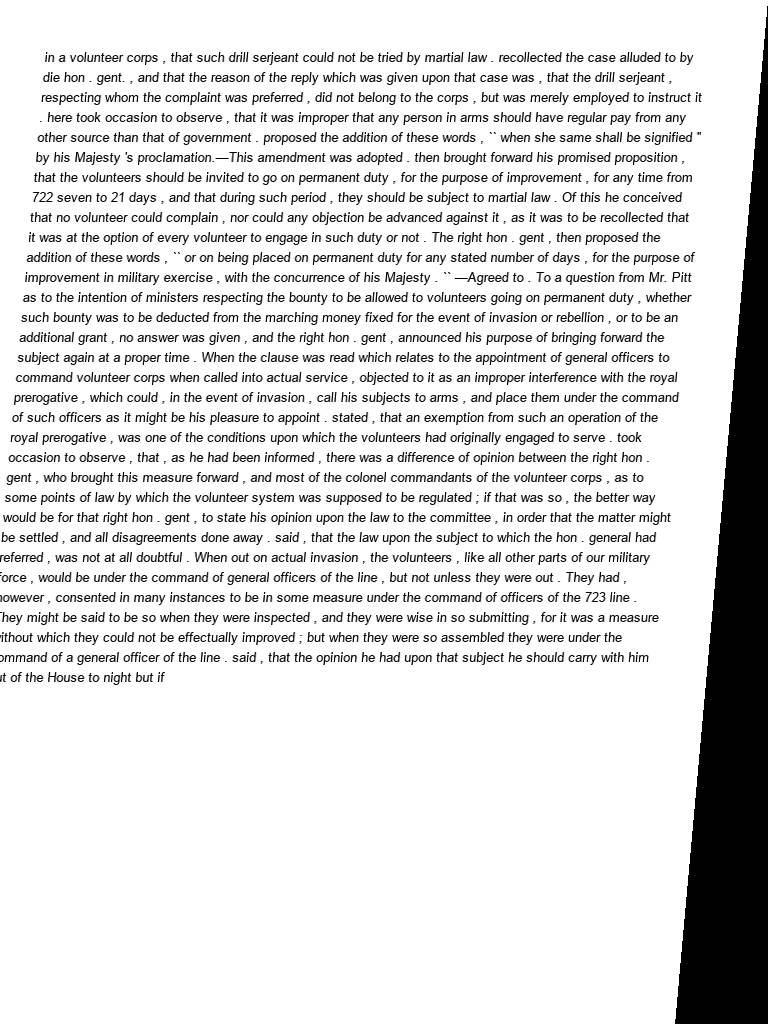 in a volunteer corps , that such drill serjeant could not be tried by martial law . recollected the case alluded to by
die hon . gent. , and that the reason of the reply which was given upon that case was , that the drill serjeant ,
respecting whom the complaint was preferred , did not belong to the corps , but was merely employed to instruct it
. here took occasion to observe , that it was improper that any person in arms should have regular pay from any
other source than that of government . proposed the addition of these words , `` when she same shall be signified "
by his Majesty 's proclamation.—This amendment was adopted . then brought forward his promised proposition ,
that the volunteers should be invited to go on permanent duty , for the purpose of improvement , for any time from
722 seven to 21 days , and that during such period , they should be subject to martial law . Of this he conceived
that no volunteer could complain , nor could any objection be advanced against it , as it was to be recollected that
it was at the option of every volunteer to engage in such duty or not . The right hon . gent , then proposed the
addition of these words , `` or on being placed on permanent duty for any stated number of days , for the purpose of
improvement in military exercise , with the concurrence of his Majesty . `` —Agreed to . To a question from Mr. Pitt
as to the intention of ministers respecting the bounty to be allowed to volunteers going on permanent duty , whether
such bounty was to be deducted from the marching money fixed for the event of invasion or rebellion , or to be an
additional grant , no answer was given , and the right hon . gent , announced his purpose of bringing forward the
subject again at a proper time . When the clause was read which relates to the appointment of general officers to
command volunteer corps when called into actual service , objected to it as an improper interference with the royal
prerogative , which could , in the event of invasion , call his subjects to arms , and place them under the command
of such officers as it might be his pleasure to appoint . stated , that an exemption from such an operation of the
royal prerogative , was one of the conditions upon which the volunteers had originally engaged to serve . took
occasion to observe , that , as he had been informed , there was a difference of opinion between the right hon .
gent , who brought this measure forward , and most of the colonel commandants of the volunteer corps , as to
some points of law by which the volunteer system was supposed to be regulated ; if that was so , the better way
would be for that right hon . gent , to state his opinion upon the law to the committee , in order that the matter might
be settled , and all disagreements done away . said , that the law upon the subject to which the hon . general had
referred , was not at all doubtful . When out on actual invasion , the volunteers , like all other parts of our military
force , would be under the command of general officers of the line , but not unless they were out . They had ,
however , consented in many instances to be in some measure under the command of officers of the 723 line .
They might be said to be so when they were inspected , and they were wise in so submitting , for it was a measure
without which they could not be effectually improved ; but when they were so assembled they were under the
ommand of a general officer of the line . said , that the opinion he had upon that subject he should carry with him
ut of the House to night but if